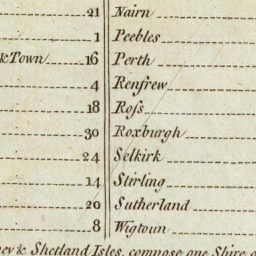 21 Nairn
1 Peebles
& Town 16 Perth
4 Renfrew
18 Roſs
30 Roxburgh
24 Selkirk
14 Stirling
20 Sutherland
8 Wigtoun
& Shetland Isles, compose one Shire